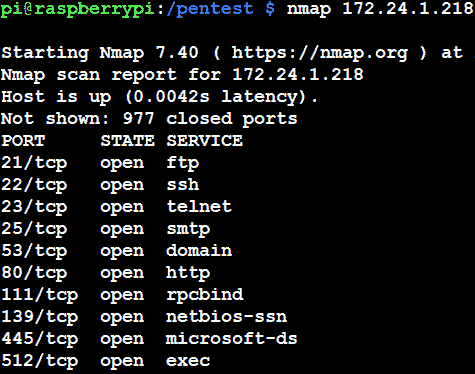 pi@raspberrypi:/pentest $ nmap 172.24.1.218
Starting Nmap 7.40 ( https://nmap.org ) at
Nmap scan report for 172.24.1.218
Host is up (0.0042s latency).
Not shown: 977 closed ports
PORT    STATE SERVICE
21/tcp  open  ftp
22/tcp  open  ssh
23/tcp  open  telnet
25/tcp  open  smtp
53/tcp  open  domain
80/tcp  open  http
111/tcp open  rpcbind
139/tcp open  netbios-ssn
445/tcp open  microsoft-ds
512/tcp open  exec